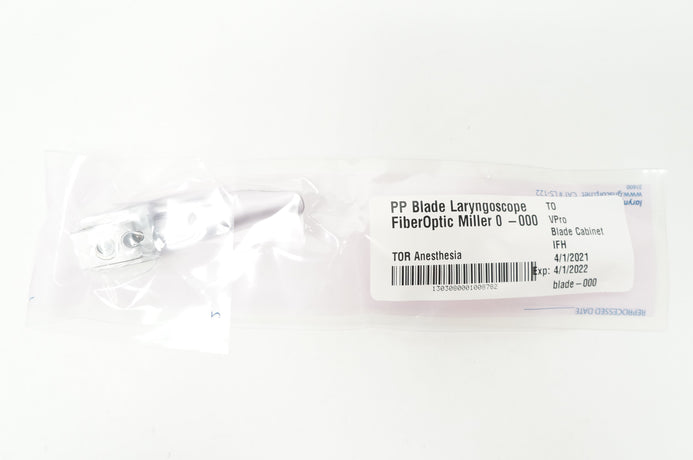 PP Blade Laryngoscope
FiberOptic Miller 0 -000
TOR Anesthesia
1303080001008782
TO
VPro
Blade Cabinet
IFH
4/1/2021
Exp: 4/1/2022
blade-000
REPROCESSED DATE